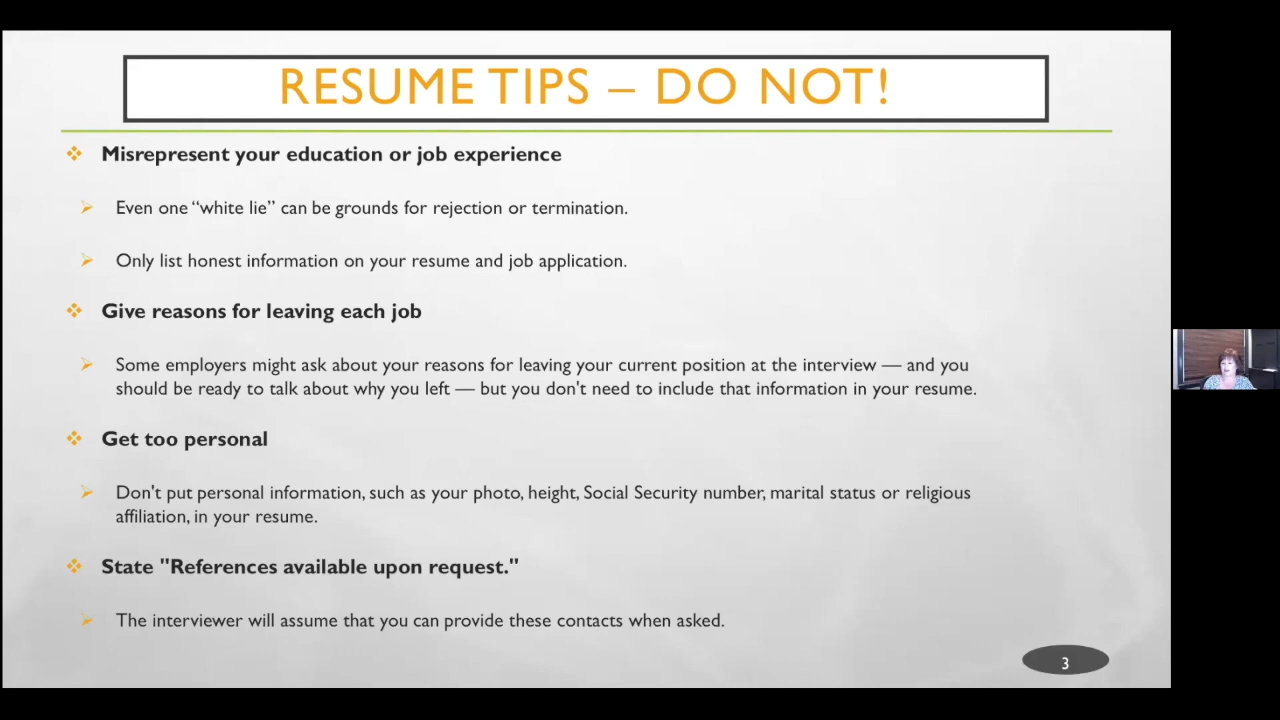 RESUME TIPS – DO NOT!
Misrepresent your education or job experience
Even one “white lie” can be grounds for rejection or termination.
Only list honest information on your resume and job application.
Give reasons for leaving each job
Some employers might ask about your reasons for leaving your current position at the interview — and you
should be ready to talk about why you left — but you don't need to include that information in your resume.
Get too personal
Don't put personal information, such as your photo, height, Social Security number, marital status or religious
affiliation, in your resume.
State "References available upon request."
The interviewer will assume that you can provide these contacts when asked.
3